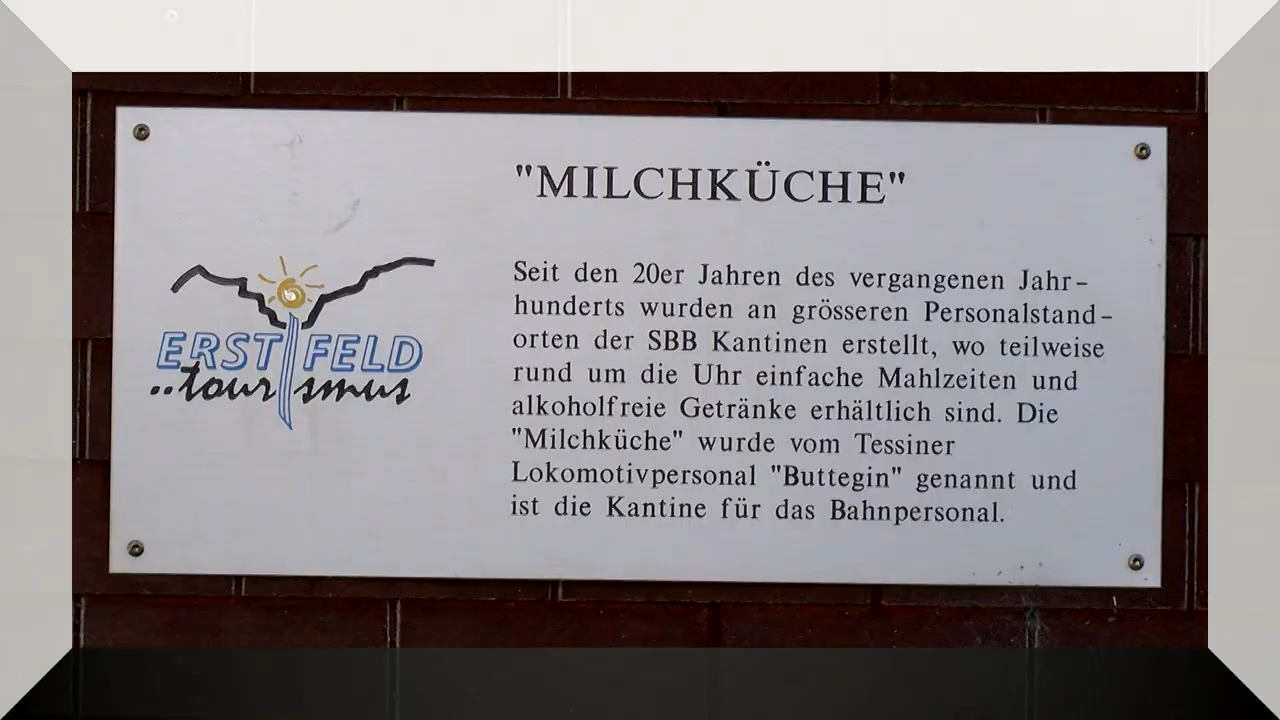 "MILCHKÜCHE"
ERSTFELD
..tourismus
Seit den 20er Jahren des vergangenen Jahr-
hunderts wurden an grösseren Personalstand-
orten der SBB Kantinen erstellt, wo teilweise
rund um die Uhr einfache Mahlzeiten und
alkoholfreie Getränke erhältlich sind. Die
"Milchküche" wurde vom Tessiner
Lokomotivpersonal "Buttegin" genannt und
ist die Kantine für das Bahnpersonal.